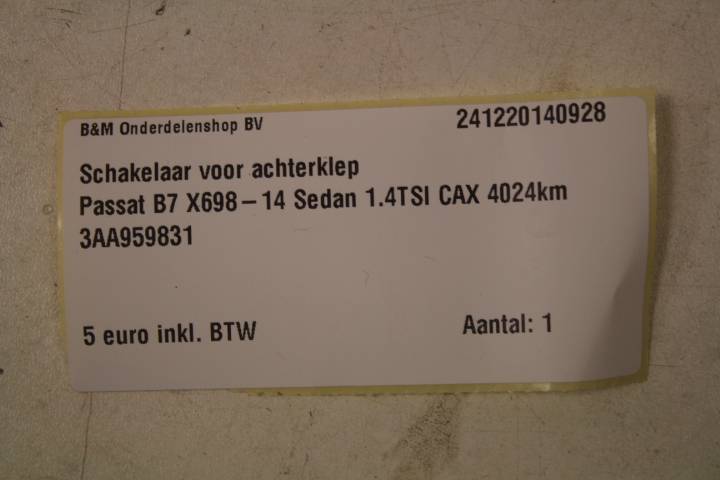 B&M Onderdelenshop BV 241220140928
Schakelaar voor achterklep
Passat B7 X698-14 Sedan 1.4TSI CAX 4024km
3AA959831
5 euro inkl. BTW Aantal: 1